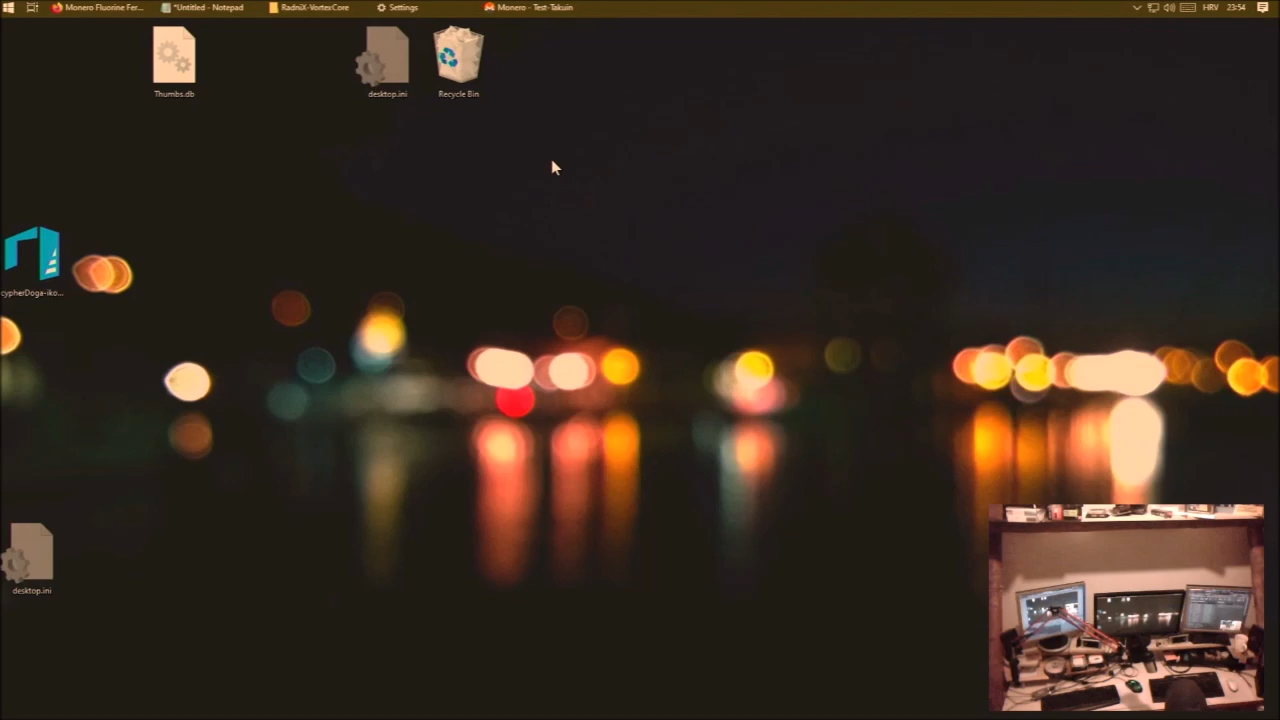 Monero Fluorine Fer...
*Untitled - Notepad
RadniX-VortexCore
Settings
Monero - Test-Takuin
HRV
23:54
Thumbs.db
desktop.ini
Recycle Bin
cypherDoga-iko...
desktop.ini